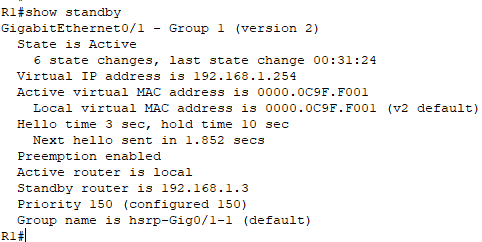 R1#show standby
GigabitEthernet0/1 - Group 1 (version 2)
State is Active
6 state changes, last state change 00:31:24
Virtual IP address is 192.168.1.254
Active virtual MAC address is 0000.0C9F.F001
Local virtual MAC address is 0000.0C9F.F001 (v2 default)
Hello time 3 sec, hold time 10 sec
Next hello sent in 1.852 secs
Preemption enabled
Active router is local
Standby router is 192.168.1.3
Priority 150 (configured 150)
Group name is hsrp-Gig0/1-1 (default)
R1#